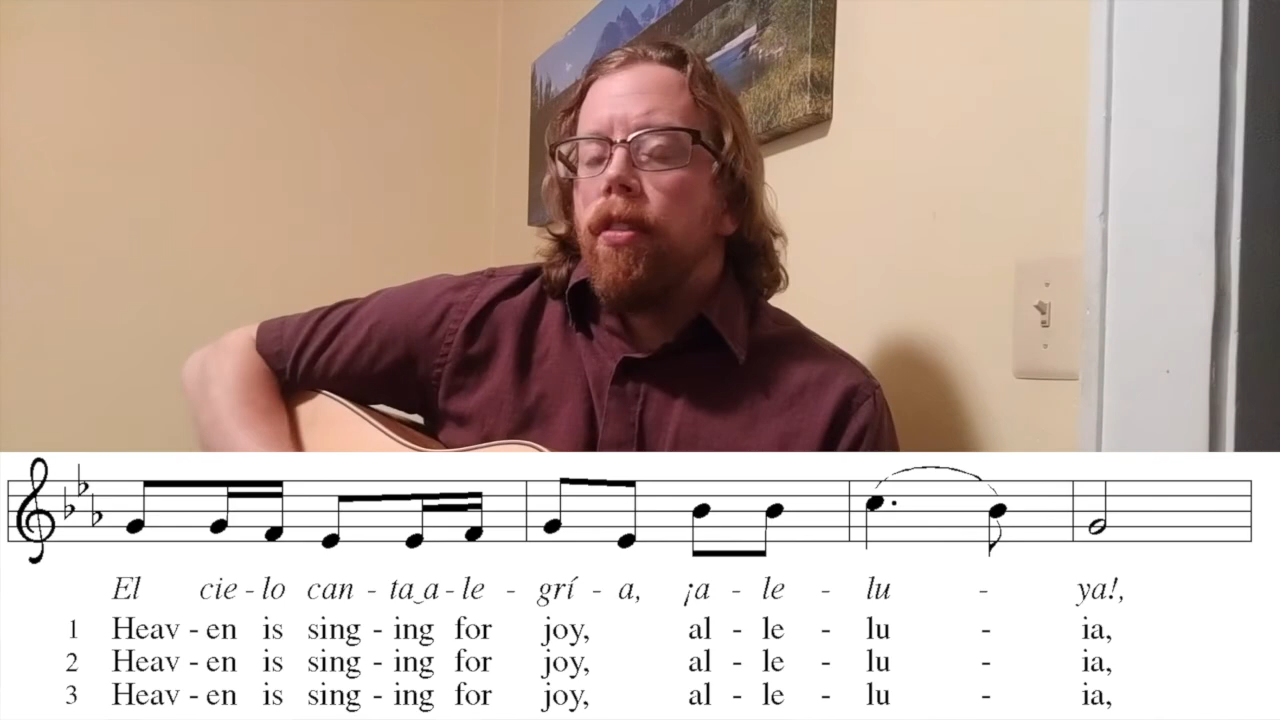 El cie - lo can - ta‿a - le - grí - a, ¡a - le - lu - ya!,
1 Heav - en is sing - ing for joy, al - le - lu - ia,
2 Heav - en is sing - ing for joy, al - le - lu - ia,
3 Heav - en is sing - ing for joy, al - le - lu - ia,